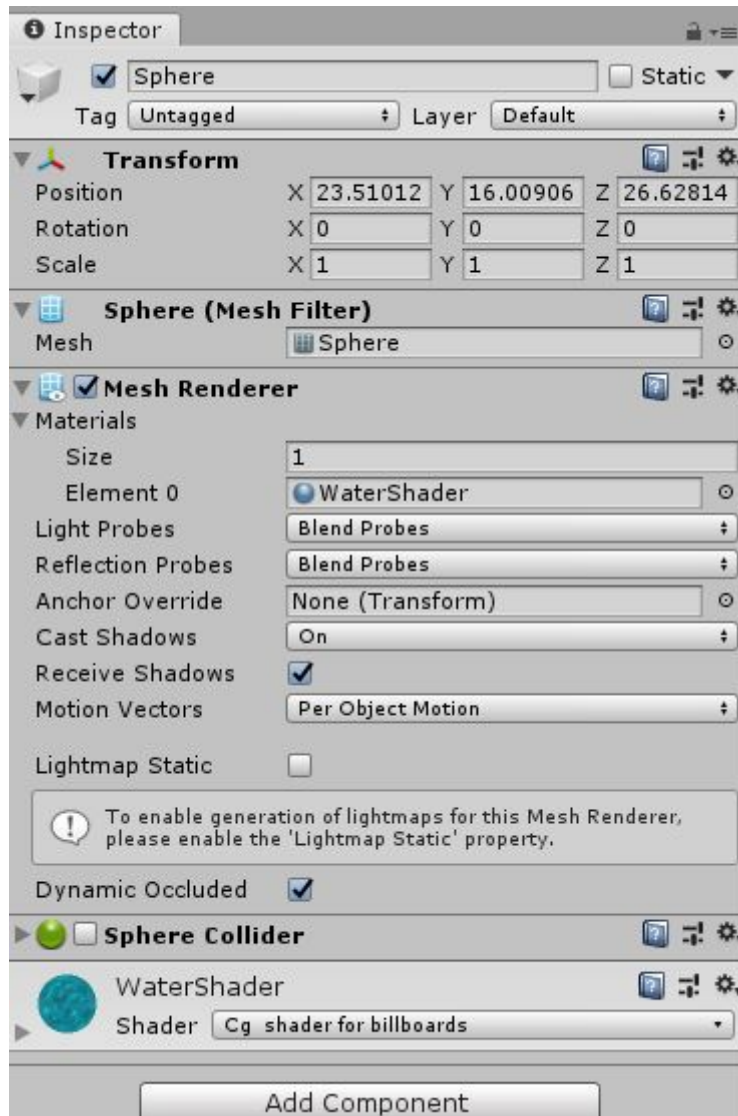 Inspector
Sphere Static
Tag Untagged Layer Default
Transform
Position X 23.51012 Y 16.00906 Z 26.62814
Rotation X 0 Y 0 Z 0
Scale X 1 Y 1 Z 1
Sphere (Mesh Filter)
Mesh Sphere
Mesh Renderer
Materials
Size 1
Element 0 WaterShader
Light Probes Blend Probes
Reflection Probes Blend Probes
Anchor Override None (Transform)
Cast Shadows On
Receive Shadows
Motion Vectors Per Object Motion
Lightmap Static
To enable generation of lightmaps for this Mesh Renderer,
please enable the 'Lightmap Static' property.
Dynamic Occluded
Sphere Collider
WaterShader
Shader Cg shader for billboards
Add Component